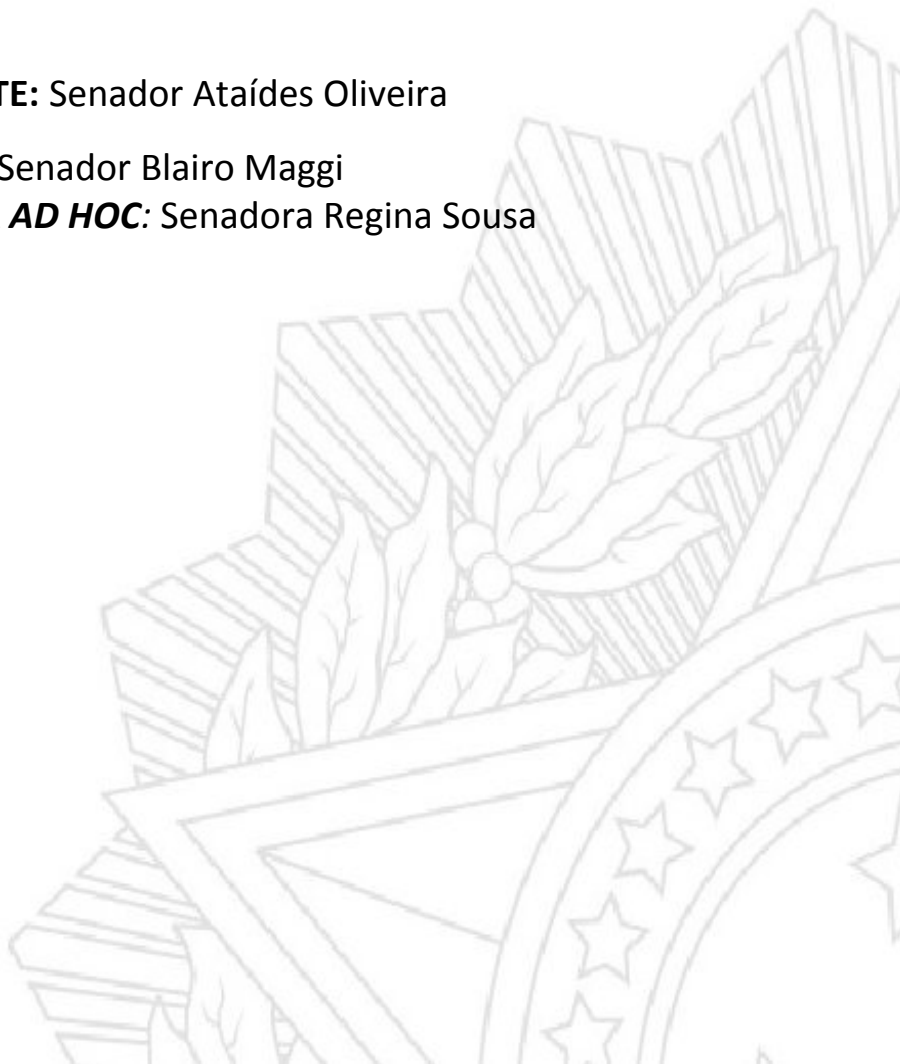 TE: Senador Ataídes Oliveira
Senador Blairo Maggi
AD HOC: Senadora Regina Sousa